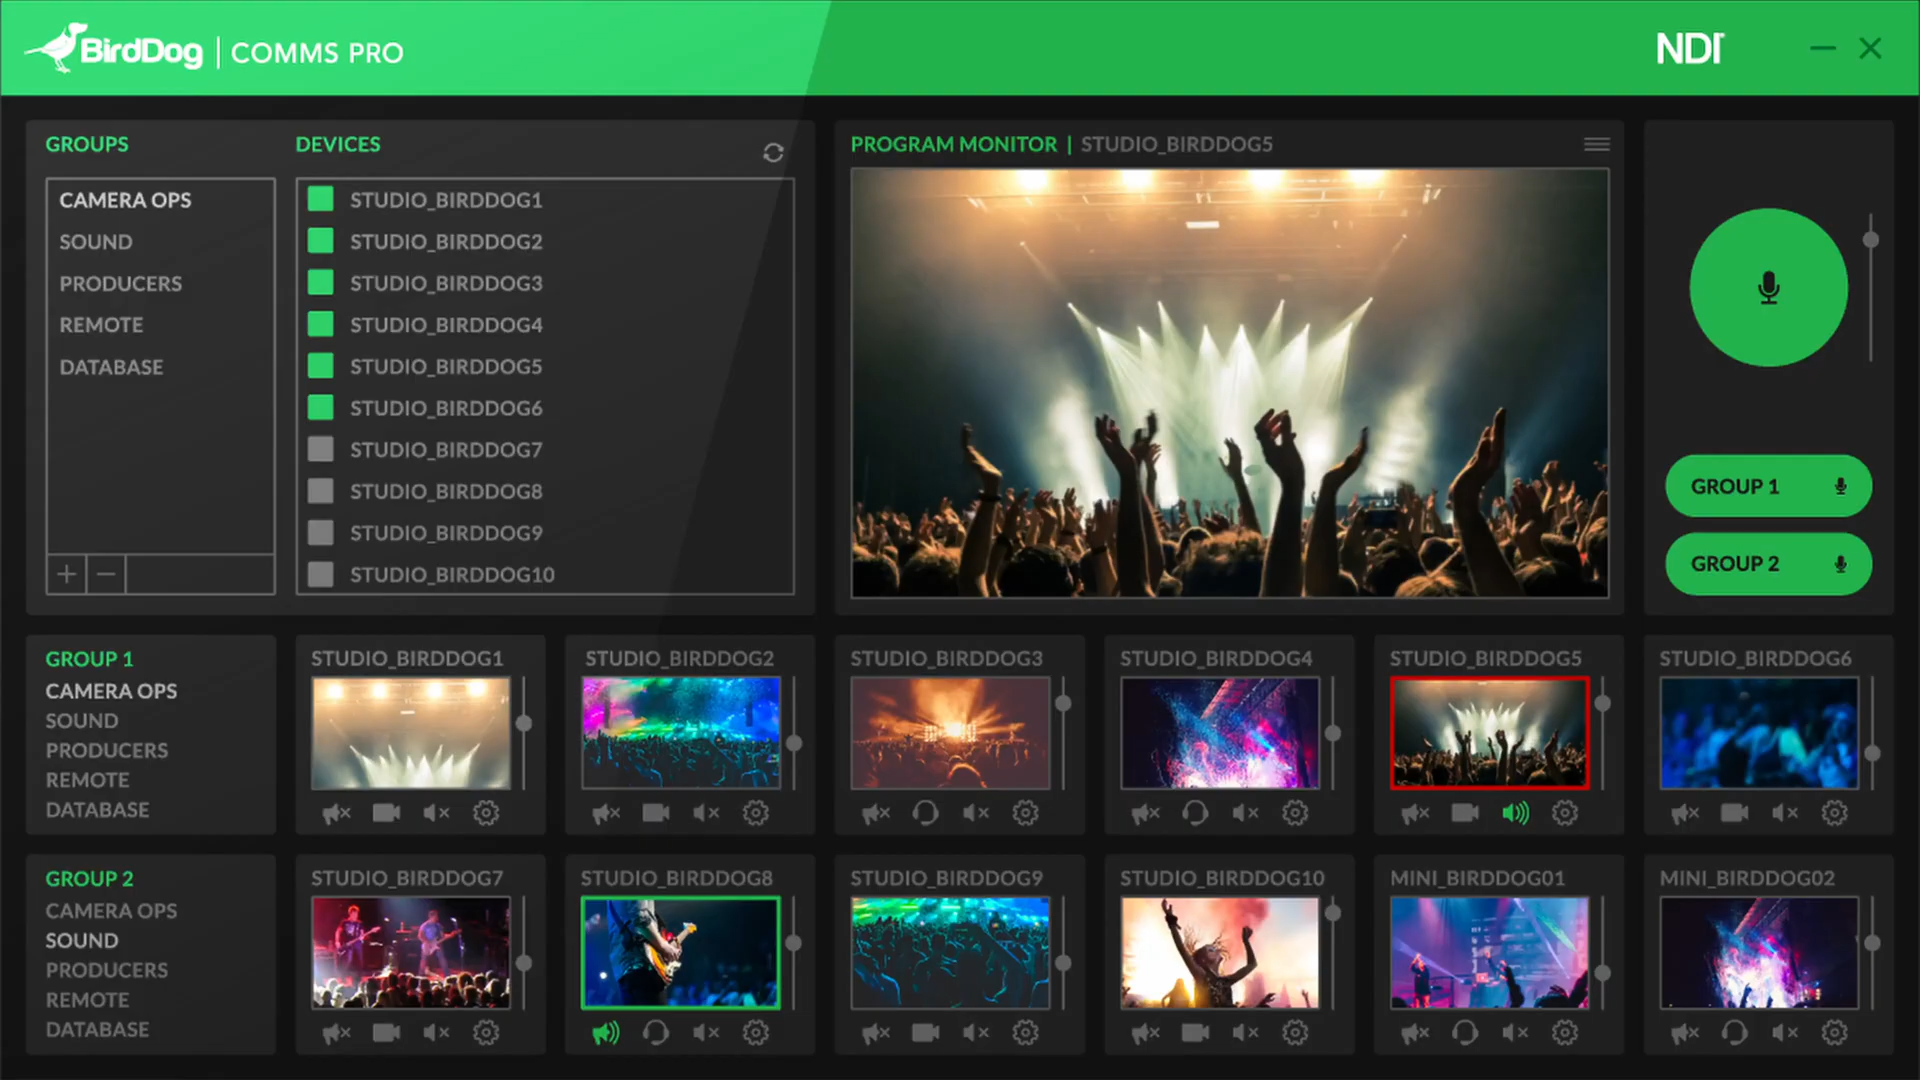 BirdDog | COMMS PRO
NDI
GROUPS
CAMERA OPS
SOUND
PRODUCERS
REMOTE
DATABASE
DEVICES
STUDIO_BIRDDOG1
STUDIO_BIRDDOG2
STUDIO_BIRDDOG3
STUDIO_BIRDDOG4
STUDIO_BIRDDOG5
STUDIO_BIRDDOG6
STUDIO_BIRDDOG7
STUDIO_BIRDDOG8
STUDIO_BIRDDOG9
STUDIO_BIRDDOG10
PROGRAM MONITOR | STUDIO_BIRDDOG5
GROUP 1
GROUP 2
GROUP 1
CAMERA OPS
SOUND
PRODUCERS
REMOTE
DATABASE
STUDIO_BIRDDOG1
STUDIO_BIRDDOG2
STUDIO_BIRDDOG3
STUDIO_BIRDDOG4
STUDIO_BIRDDOG5
STUDIO_BIRDDOG6
GROUP 2
CAMERA OPS
SOUND
PRODUCERS
REMOTE
DATABASE
STUDIO_BIRDDOG7
STUDIO_BIRDDOG8
STUDIO_BIRDDOG9
STUDIO_BIRDDOG10
MINI_BIRDDOG01
MINI_BIRDDOG02